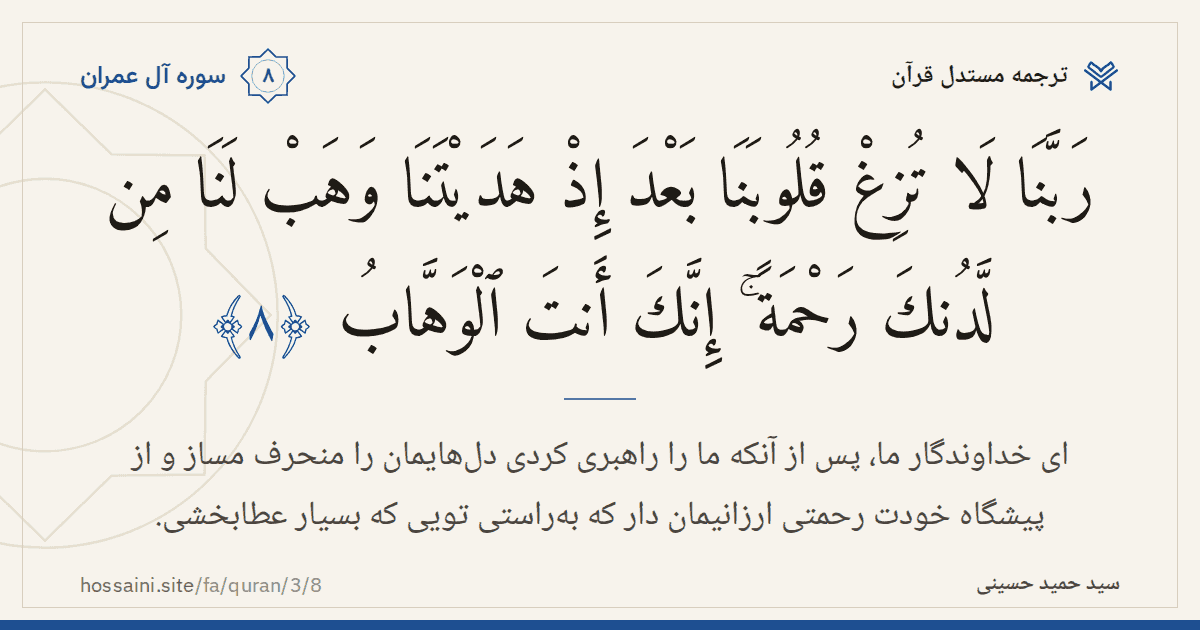 ترجمه مستدل قرآن
۸ سوره آل عمران
رَبَّنَا لَا تُزِغْ قُلُوبَنَا بَعْدَ إِذْ هَدَيْتَنَا وَهَبْ لَنَا مِن
لَّدُنكَ رَحْمَةً ۚ إِنَّكَ أَنتَ ٱلْوَهَّابُ ﴿۸﴾
ای خداوندگار ما، پس از آنکه ما را راهبری کردی دل‌هایمان را منحرف مساز و از
پیشگاه خودت رحمتی ارزانیمان دار که به‌راستی تویی که بسیار عطابخشی.
سید حمید حسینی
hossaini.site/fa/quran/3/8